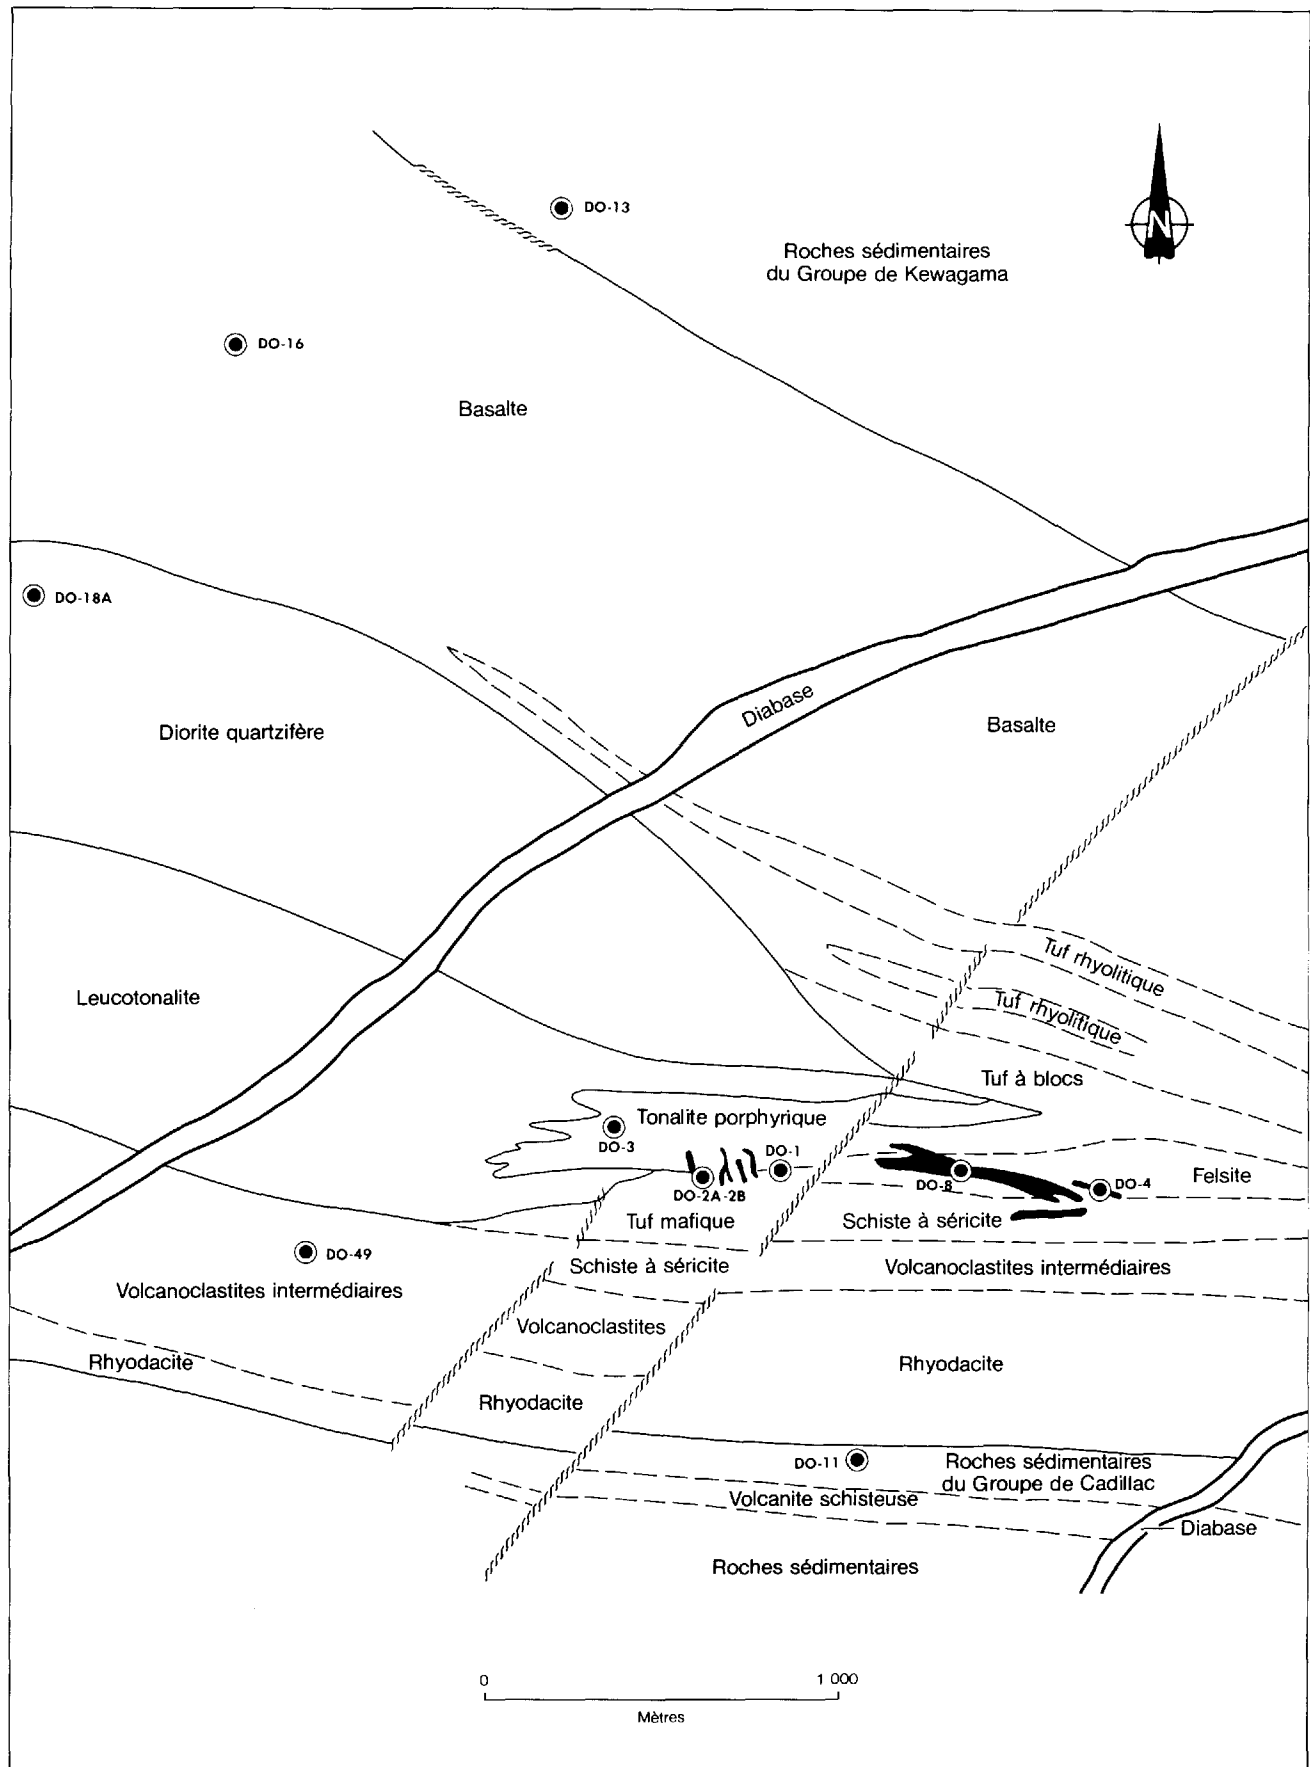 DO-13
N
Roches sédimentaires
du Groupe de Kewagama
DO-16
Basalte
DO-18A
Diabase
Diorite quartzifère
Basalte
Tuf rhyolitique
Leucotonalite
Tuf rhyolitique
Tuf à blocs
Tonalite porphyrique
DO-3
DO-1
DO-8
DO-4
Felsite
DO-2A-2B
Tuf mafique
Schiste à séricite
DO-49
Schiste à séricite
Volcanoclastites intermédiaires
Volcanoclastites intermédiaires
Volcanoclastites
Rhyodacite
Rhyodacite
Rhyodacite
DO-11
Roches sédimentaires
du Groupe de Cadillac
Volcanite schisteuse
Diabase
Roches sédimentaires
0
1 000
Mètres